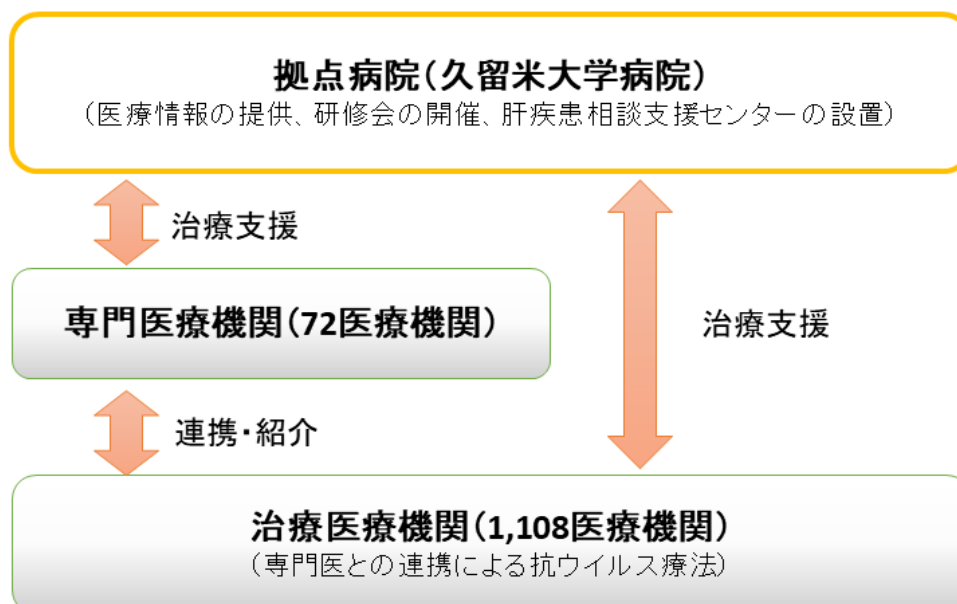 拠点病院（久留米大学病院）
（医療情報の提供、研修会の開催、肝疾患相談支援センターの設置）
治療支援
専門医療機関（72医療機関）
治療支援
連携・紹介
治療医療機関（1,108医療機関）
（専門医との連携による抗ウイルス療法）